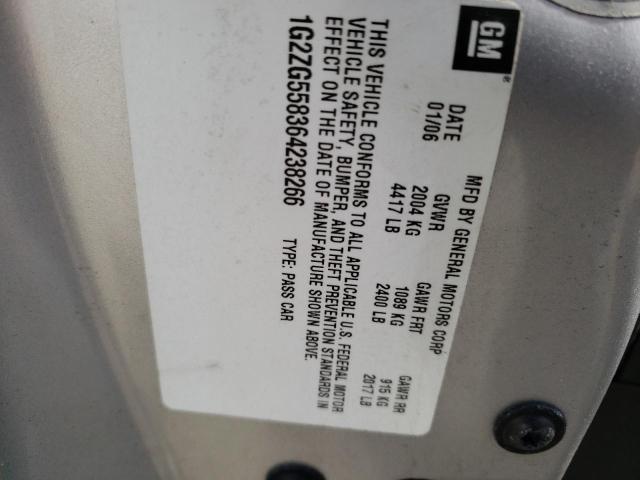 GM®
MFD BY GENERAL MOTORS CORP
DATE GVWR GAWR FRT GAWR RR
01/06 2004 KG 1089 KG 915 KG
4417 LB 2400 LB 2017 LB
THIS VEHICLE CONFORMS TO ALL APPLICABLE U.S. FEDERAL MOTOR
VEHICLE SAFETY, BUMPER, AND THEFT PREVENTION STANDARDS IN
EFFECT ON THE DATE OF MANUFACTURE SHOWN ABOVE.
1G2ZG558364238266 TYPE: PASS CAR